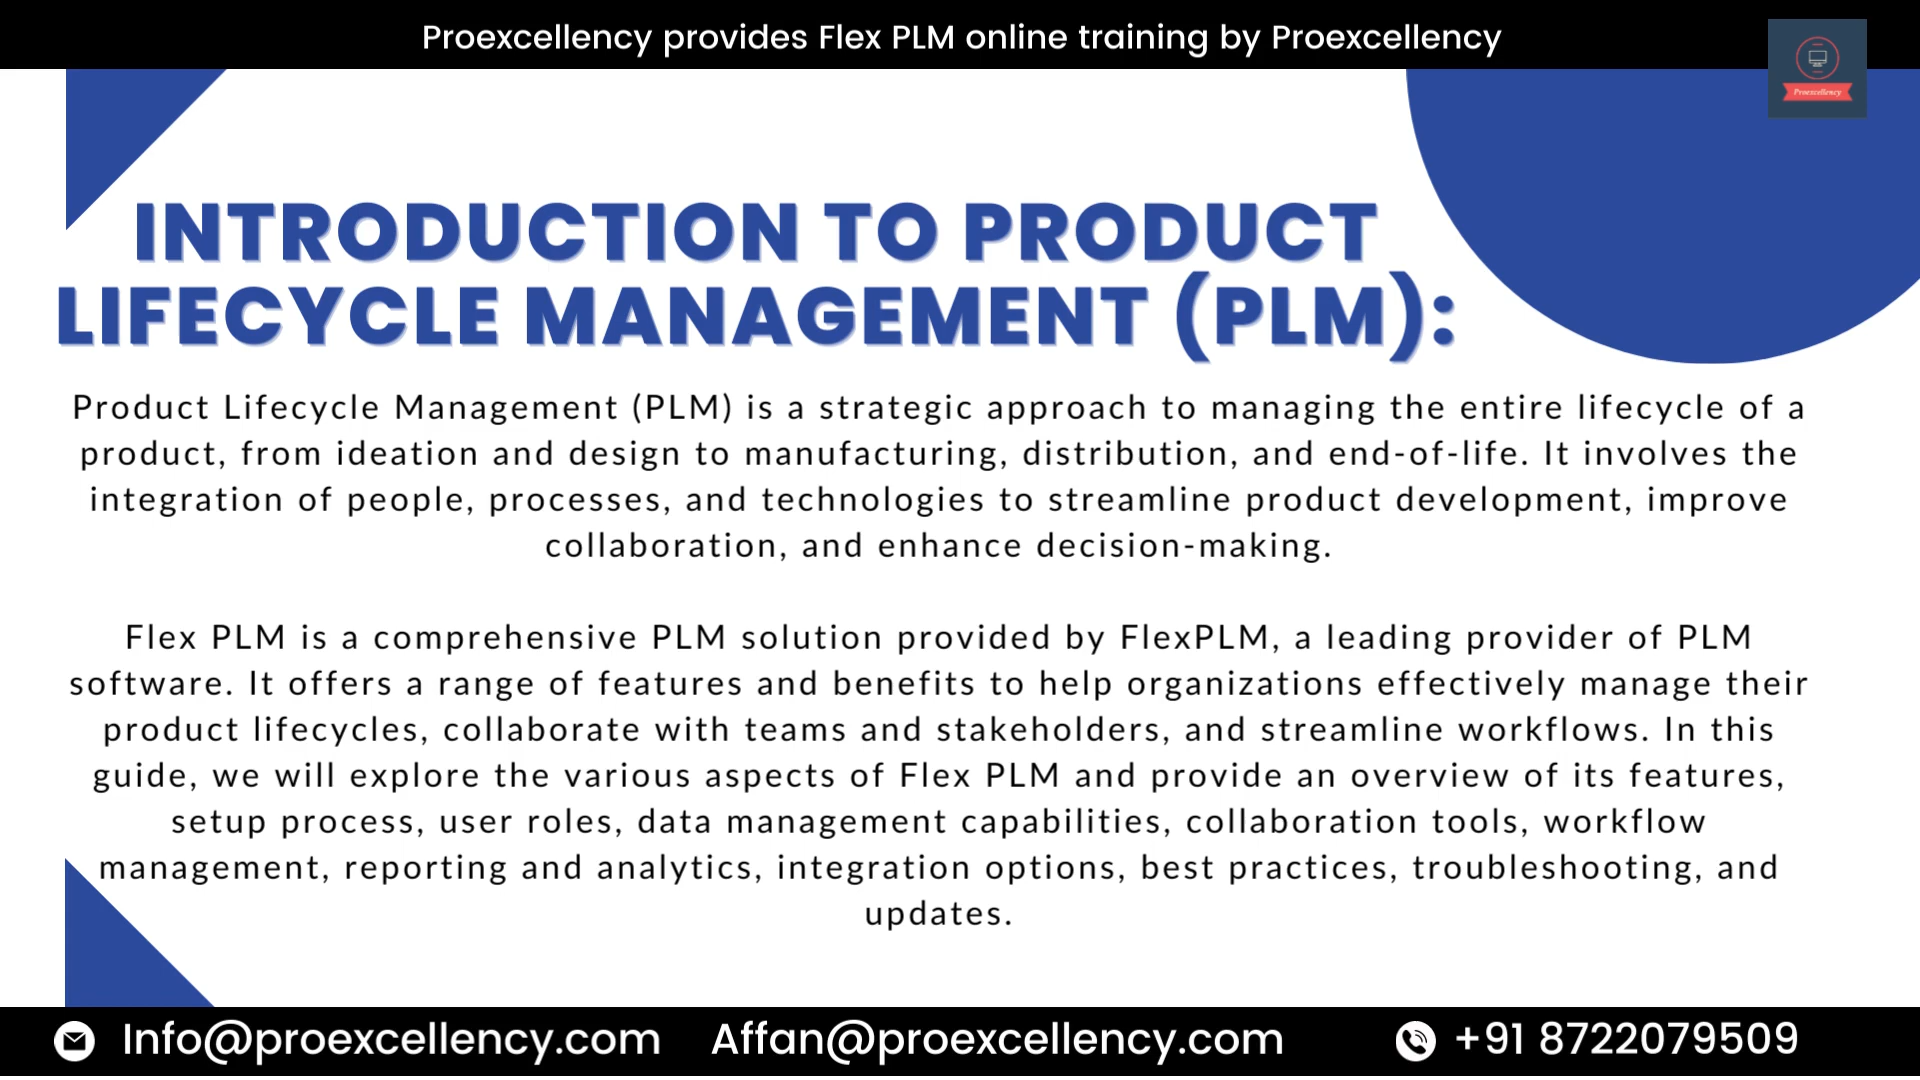 Proexcellency provides Flex PLM online training by Proexcellency
Proexcellency
INTRODUCTION TO PRODUCT
LIFECYCLE MANAGEMENT (PLM):
Product Lifecycle Management (PLM) is a strategic approach to managing the entire lifecycle of a
product, from ideation and design to manufacturing, distribution, and end-of-life. It involves the
integration of people, processes, and technologies to streamline product development, improve
collaboration, and enhance decision-making.
Flex PLM is a comprehensive PLM solution provided by FlexPLM, a leading provider of PLM
software. It offers a range of features and benefits to help organizations effectively manage their
product lifecycles, collaborate with teams and stakeholders, and streamline workflows. In this
guide, we will explore the various aspects of Flex PLM and provide an overview of its features,
setup process, user roles, data management capabilities, collaboration tools, workflow
management, reporting and analytics, integration options, best practices, troubleshooting, and
updates.
Info@proexcellency.com Affan@proexcellency.com +91 8722079509